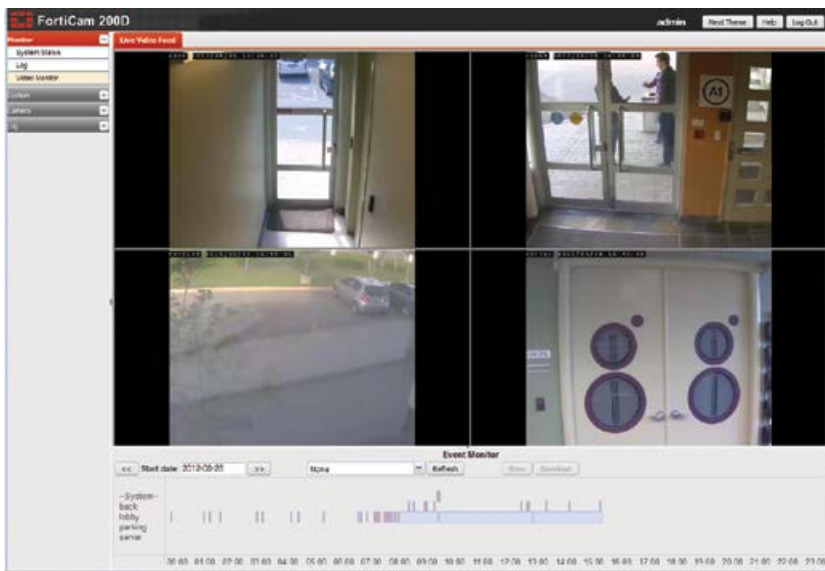 FortiCam 200D
admin
Next Theme
Help
Log Out
Monitor
System Status
Log
Video Monitor
System
Camera
Log
Live Video Feed
A1
Event Monitor
<<
Start date
>>
None
Refresh
Show
Download
--System--
back
lobby
parking
server
00:00 01:00 02:00 03:00 04:00 05:00 06:00 07:00 08:00 09:00 10:00 11:00 12:00 13:00 14:00 15:00 16:00 17:00 18:00 19:00 20:00 21:00 22:00 23:00